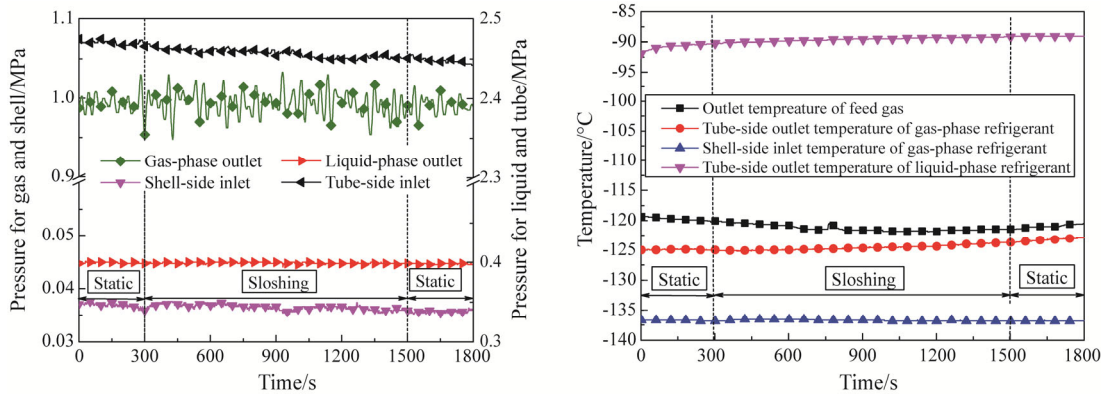 1.1
1.0
0.9
0.05
0.04
0.03
Pressure for gas and shell/MPa
2.5
2.4
2.3
0.4
0.3
Pressure for liquid and tube/MPa
Gas-phase outlet
Liquid-phase outlet
Shell-side inlet
Tube-side inlet
Static
Sloshing
Static
0 300 600 900 1200 1500 1800
Time/s
-85
-90
-95
-100
-105
-110
-115
-120
-125
-130
-135
-140
Temperature/°C
Outlet tempreature of feed gas
Tube-side outlet temperature of gas-phase refrigerant
Shell-side inlet temperature of gas-phase refrigerant
Tube-side outlet temperature of liquid-phase refrigerant
Static
Sloshing
Static
0 300 600 900 1200 1500 1800
Time/s